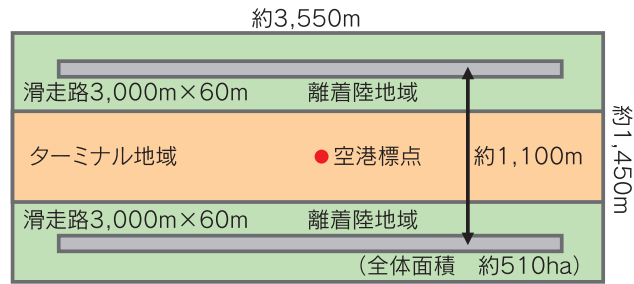 約3,550m
滑走路3,000m×60m 離着陸地域
ターミナル地域 空港標点 約1,100m
約1,450m
滑走路3,000m×60m 離着陸地域
（全体面積 約510ha）